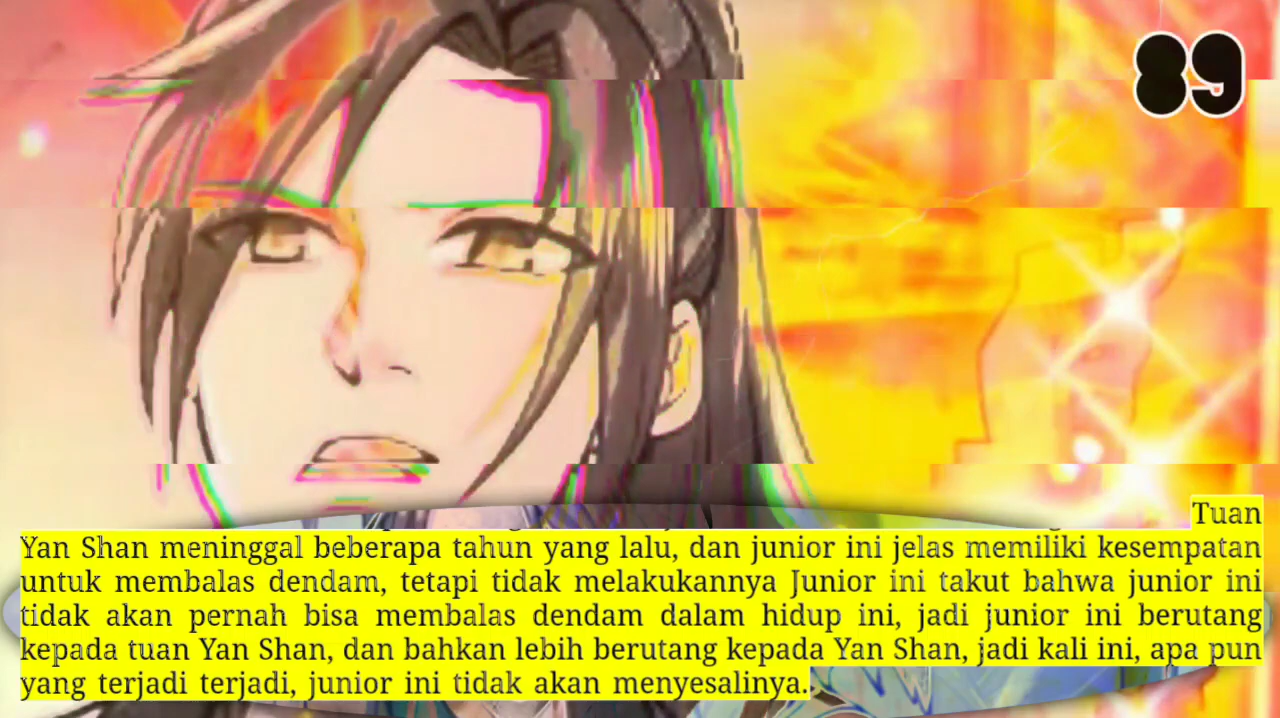 89
Tuan
Yan Shan meninggal beberapa tahun yang lalu, dan junior ini jelas memiliki kesempatan
untuk membalas dendam, tetapi tidak melakukannya Junior ini takut bahwa junior ini
tidak akan pernah bisa membalas dendam dalam hidup ini, jadi junior ini berutang
kepada tuan Yan Shan, dan bahkan lebih berutang kepada Yan Shan, jadi kali ini, apa pun
yang terjadi terjadi, junior ini tidak akan menyesalinya.